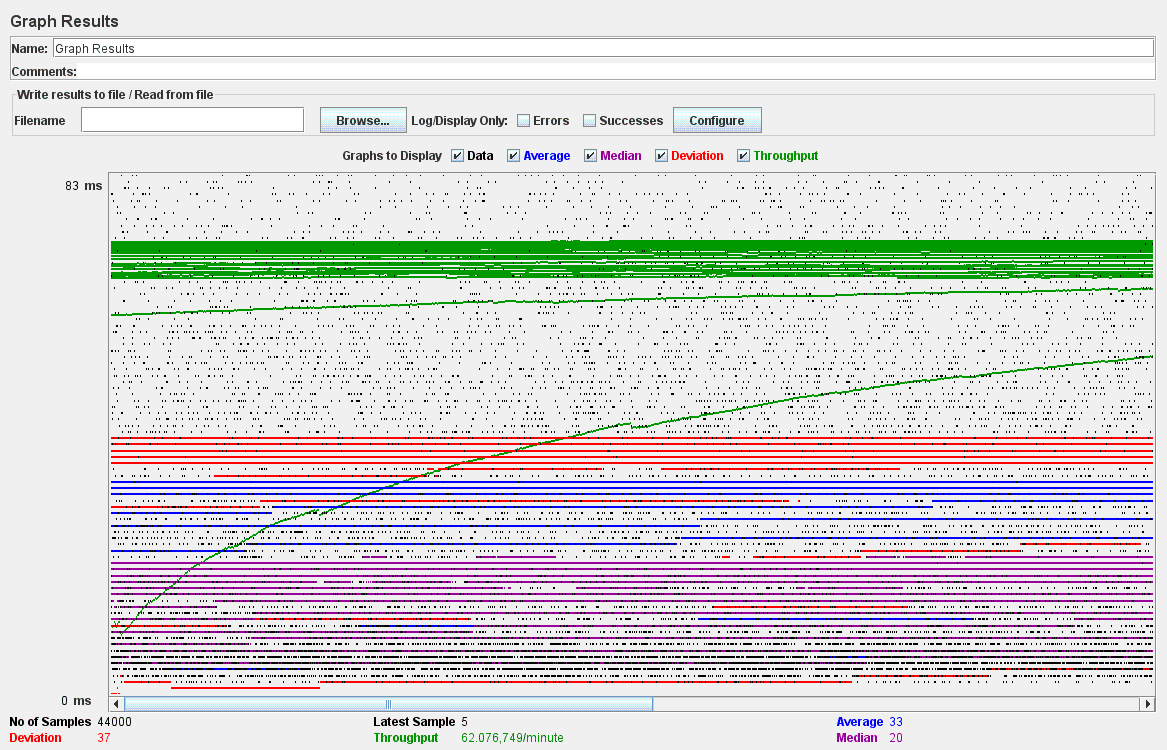 Graph Results
Name: Graph Results
Comments:
Write results to file / Read from file
Filename Browse... Log/Display Only: Errors Successes Configure
Graphs to Display Data Average Median Deviation Throughput
83 ms
0 ms
No of Samples 44000 Latest Sample 5 Average 33
Deviation 37 Throughput 62.076,749/minute Median 20